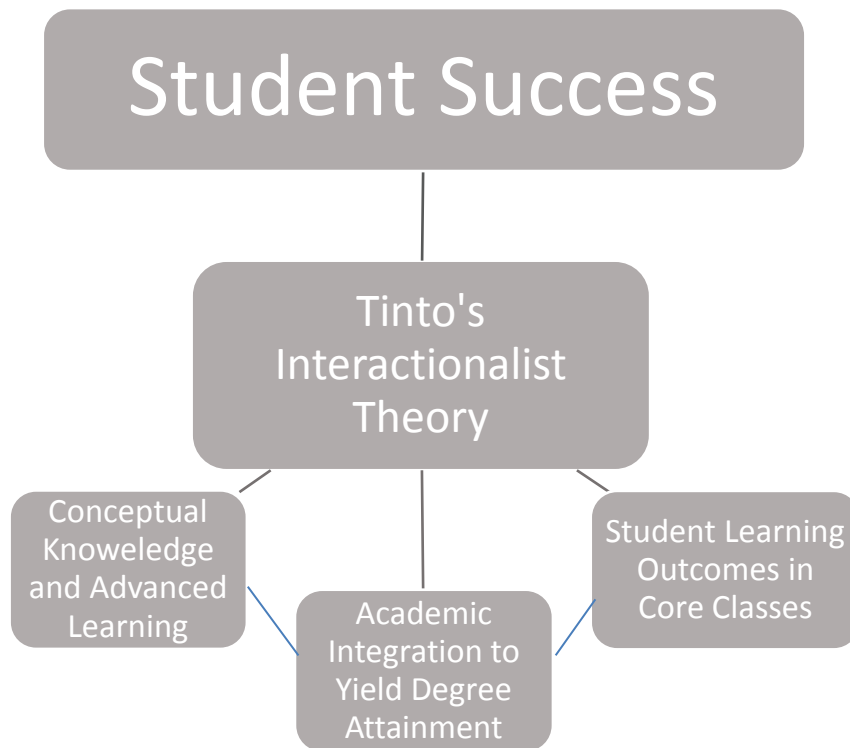 Student Success
Tinto's
Interactionalist
Theory
Conceptual
Knoweledge
and Advanced
Learning
Academic
Integration to
Yield Degree
Attainment
Student Learning
Outcomes in
Core Classes